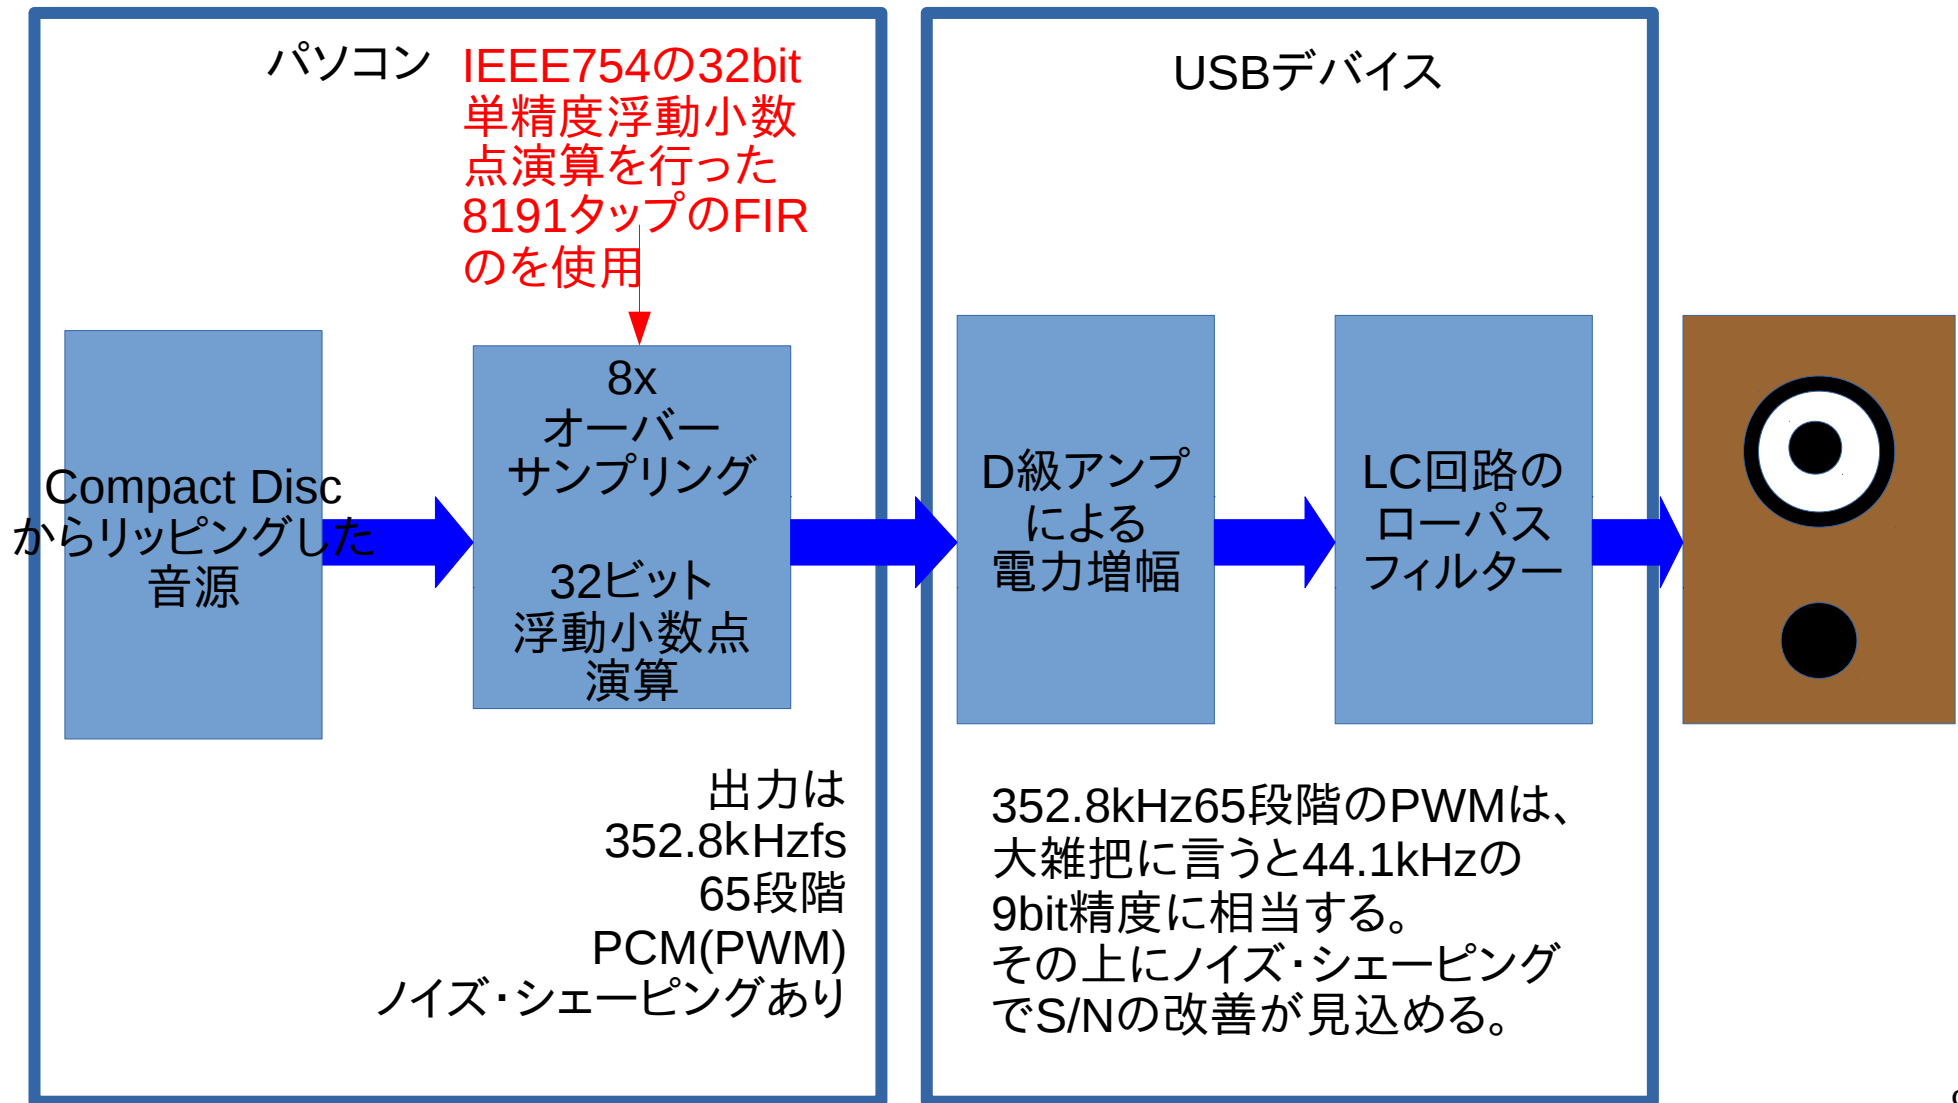 パソコン
IEEE754の32bit
単精度浮動小数
点演算を行った
8191タップのFIR
のを使用
Compact Disc
からリッピングした
音源
8x
オーバー
サンプリング
32ビット
浮動小数点
演算
出力は
352.8kHzfs
65段階
PCM(PWM)
ノイズ・シェーピングあり
USBデバイス
D級アンプ
による
電力増幅
LC回路の
ローパス
フィルター
352.8kHz65段階のPWMは、
大雑把に言うと44.1kHzの
9bit精度に相当する。
その上にノイズ・シェーピング
でS/Nの改善が見込める。